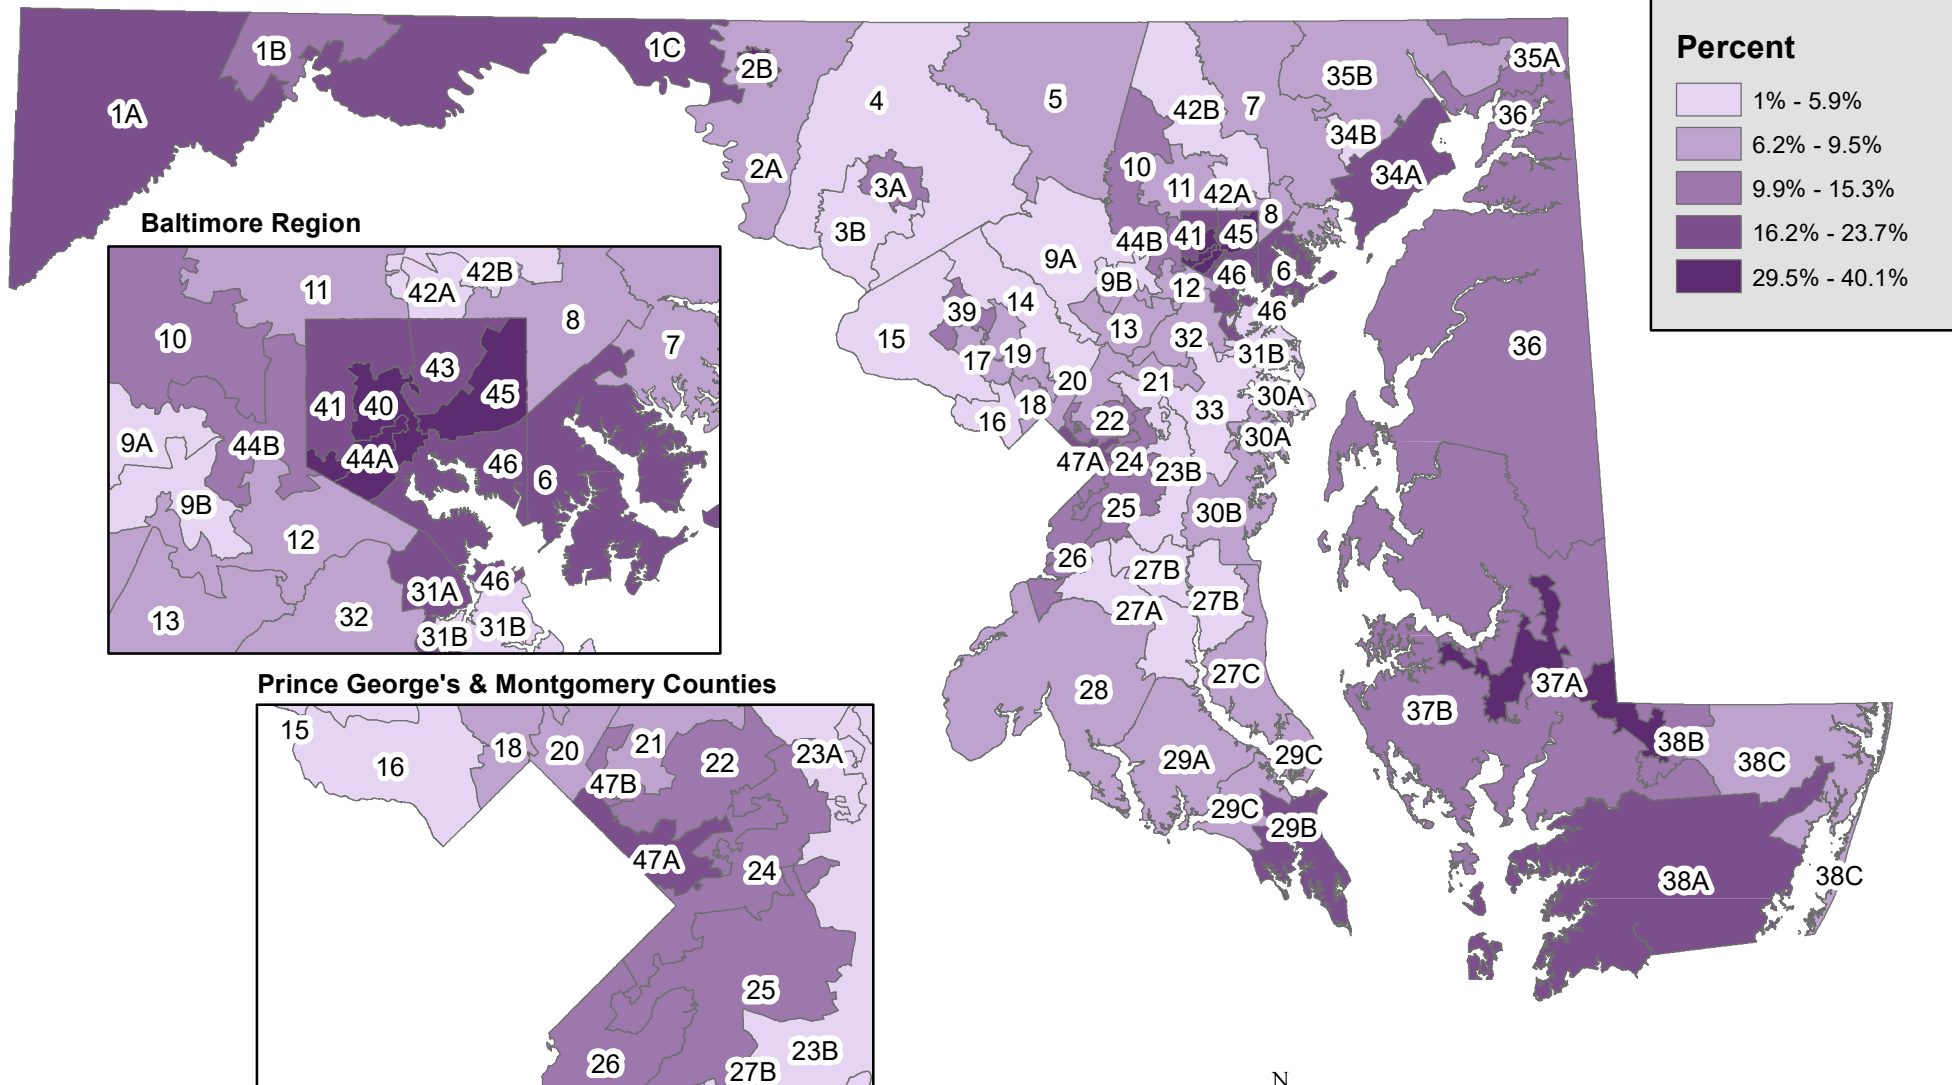 Percent
1% - 5.9%
6.2% - 9.5%
9.9% - 15.3%
16.2% - 23.7%
29.5% - 40.1%
1A
1B
1C
2B
2A
4
3A
3B
5
42B
7
35B
35A
36
34B
34A
10
11
42A
8
44B
41
45
9A
9B
12
46
6
46
14
39
15
13
32
31B
17
19
20
21
30A
18
16
22
33
30A
47A
24
23B
25
30B
26
27B
27A
27B
28
27C
29A
29C
29C
29B
36
37A
37B
38B
38C
38A
38C
Baltimore Region
11
42A
42B
8
10
7
43
45
41
40
9A
44B
44A
46
6
9B
12
46
31A
13
32
31B
31B
Prince George's & Montgomery Counties
15
16
18
20
21
22
23A
47B
47A
24
25
26
27B
23B
N